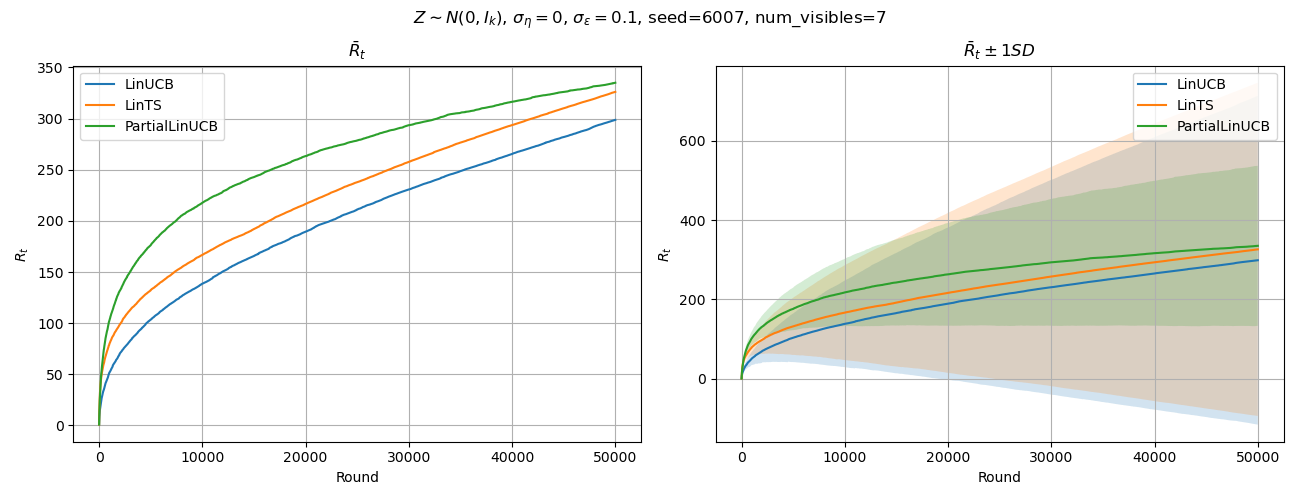 Z ∼ N(0, I_k), σ_η = 0, σ_ε = 0.1, seed=6007, num_visibles=7
R̄_t
R_t
350
300
250
200
150
100
50
0
LinUCB
LinTS
PartialLinUCB
0 10000 20000 30000 40000 50000
Round
R̄_t ± 1SD
R_t
600
400
200
0
LinUCB
LinTS
PartialLinUCB
0 10000 20000 30000 40000 50000
Round